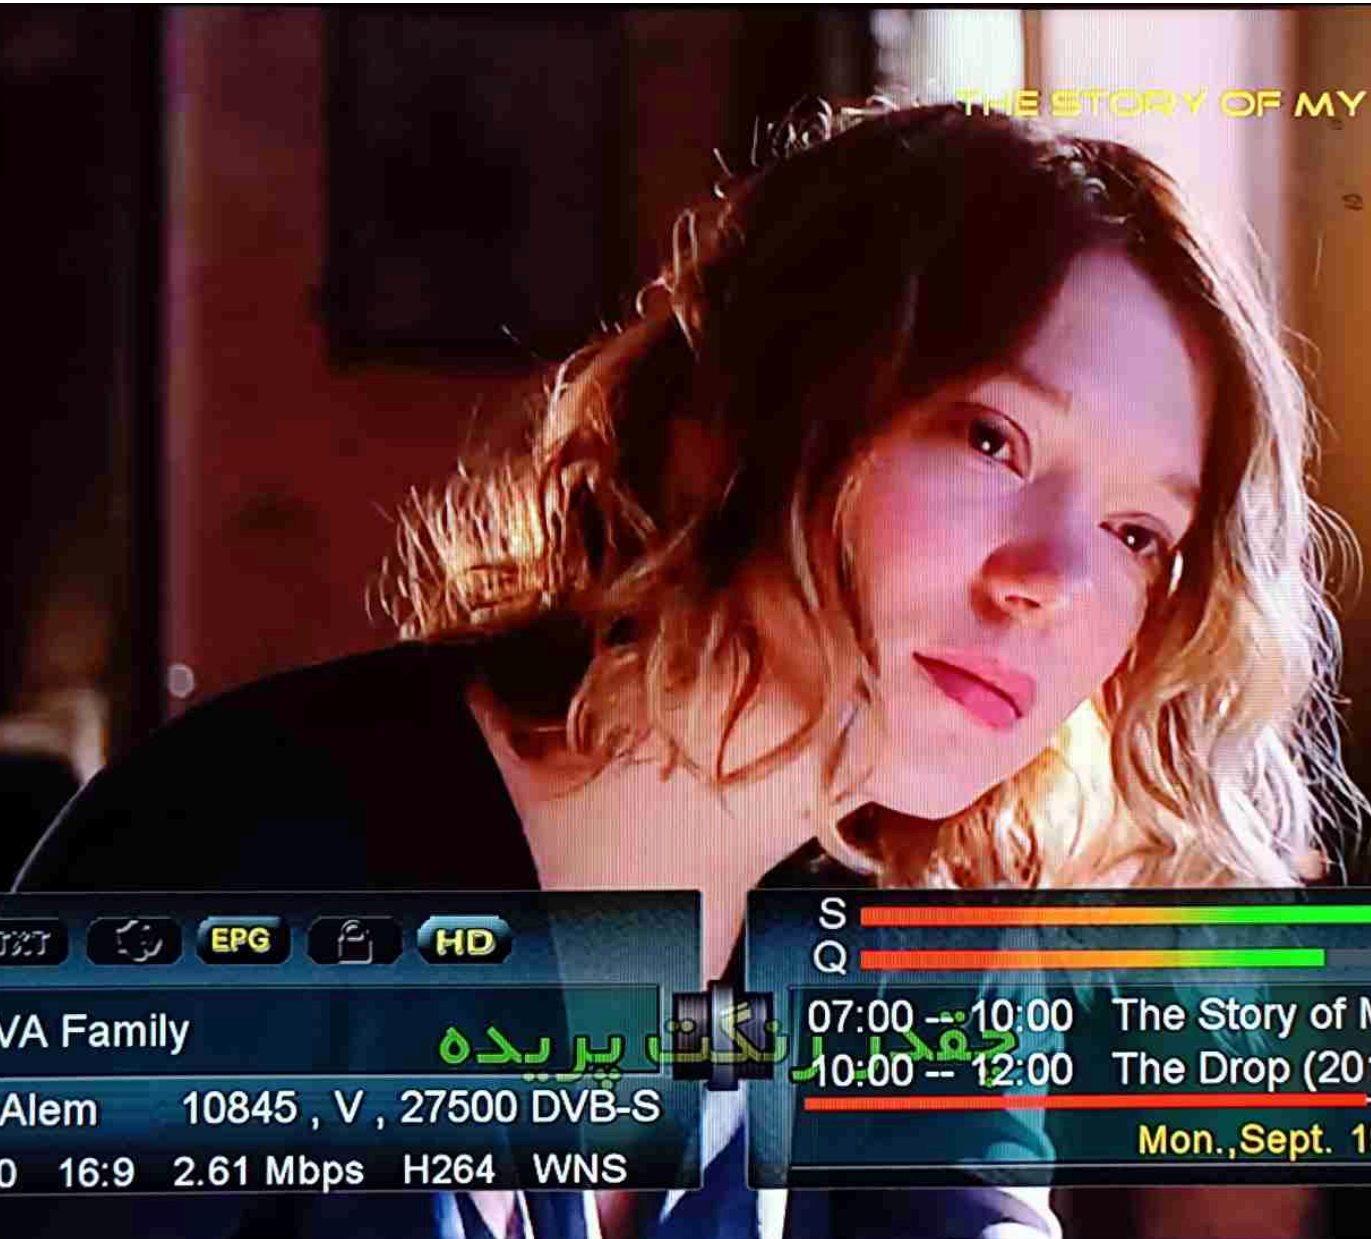 THE STORY OF MY
TXT
EPG
HD
VA Family
Alem 10845 , V , 27500 DVB-S
0 16:9 2.61 Mbps H264 WNS
S
Q
07:00 -- 10:00 The Story of M
10:00 -- 12:00 The Drop (201
Mon.,Sept. 1
چقدر رنگت پریده